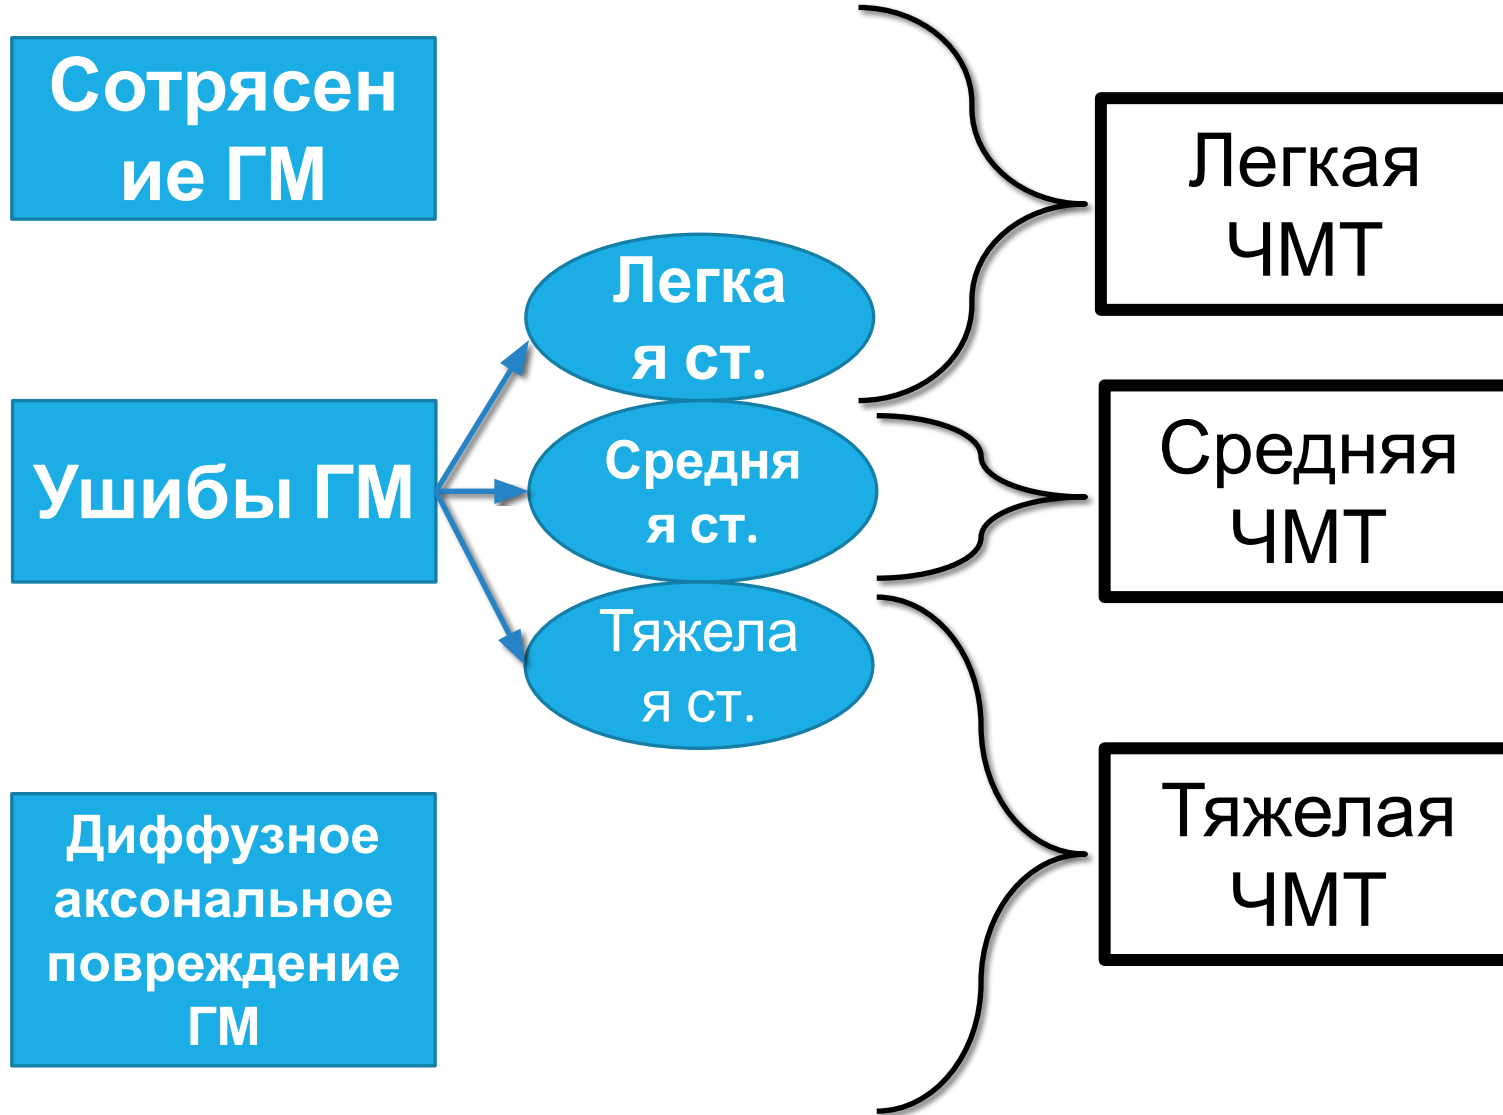 Сотрясен
ие ГМ
Легкая
ЧМТ
Легка
я ст.
Ушибы ГМ
Средня
я ст.
Средняя
ЧМТ
Тяжела
я ст.
Диффузное
аксональное
повреждение
ГМ
Тяжелая
ЧМТ